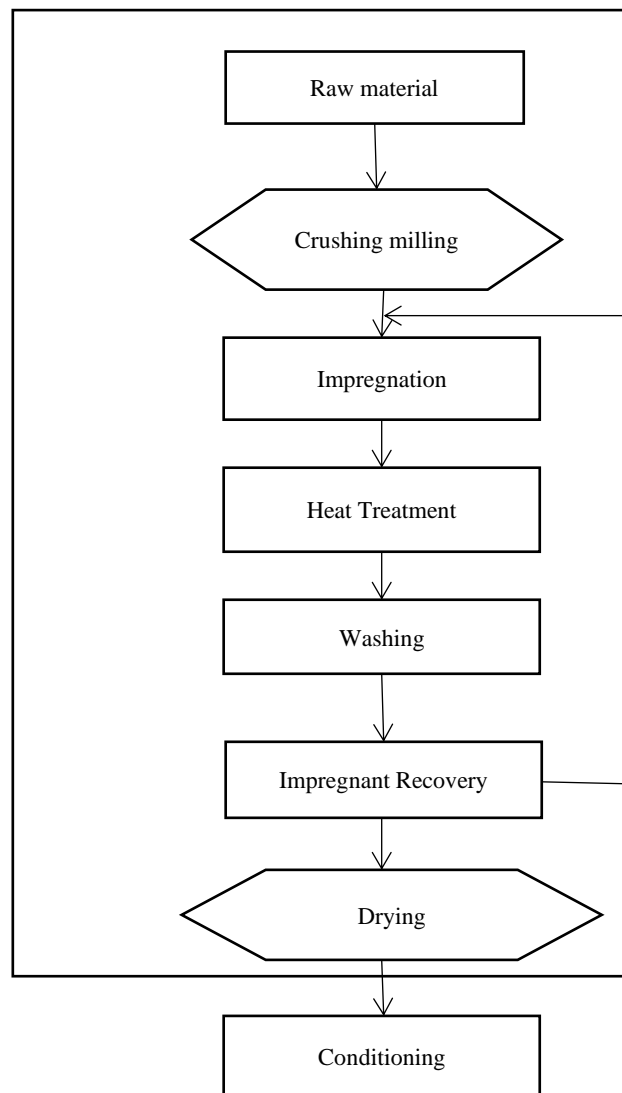 Raw material
Crushing milling
Impregnation
Heat Treatment
Washing
Impregnant Recovery
Drying
Conditioning